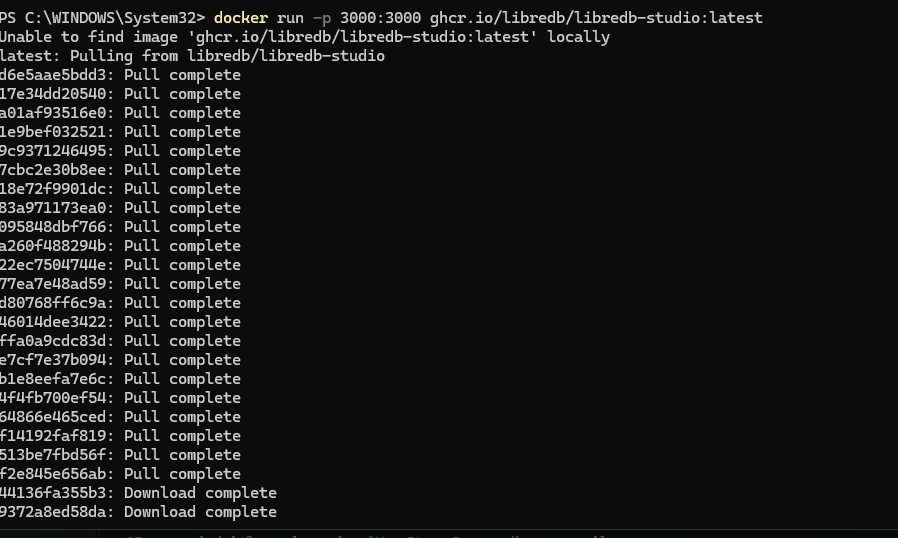 PS C:\WINDOWS\System32> docker run -p 3000:3000 ghcr.io/libredb/libredb-studio:latest
Unable to find image 'ghcr.io/libredb/libredb-studio:latest' locally
latest: Pulling from libredb/libredb-studio
d6e5aae5bdd3: Pull complete
17e34dd20540: Pull complete
a01af93516e0: Pull complete
1e9bef032521: Pull complete
9c9371246495: Pull complete
7cbc2e30b8ee: Pull complete
18e72f9901dc: Pull complete
83a971173ea0: Pull complete
095848dbf766: Pull complete
a260f488294b: Pull complete
22ec7504744e: Pull complete
77ea7e48ad59: Pull complete
d80768ff6c9a: Pull complete
46014dee3422: Pull complete
ffa0a9cdc83d: Pull complete
e7cf7e37b094: Pull complete
b1e8eefa7e6c: Pull complete
4f4fb700ef54: Pull complete
64866e465ced: Pull complete
f14192faf819: Pull complete
513be7fbd56f: Pull complete
f2e845e656ab: Pull complete
44136fa355b3: Download complete
9372a8ed58da: Download complete